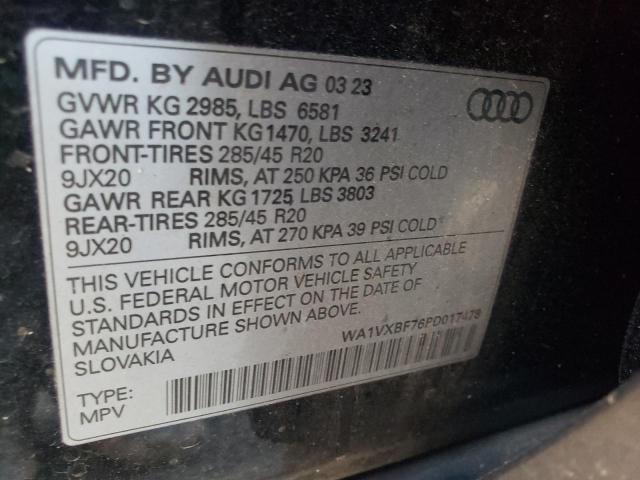 MFD. BY AUDI AG 03 23
GVWR KG 2985, LBS 6581
GAWR FRONT KG1470, LBS 3241
FRONT-TIRES 285/45 R20
9JX20 RIMS, AT 250 KPA 36 PSI COLD
GAWR REAR KG 1725 LBS 3803
REAR-TIRES 285/45 R20
9JX20 RIMS, AT 270 KPA 39 PSI COLD
THIS VEHICLE CONFORMS TO ALL APPLICABLE
U.S. FEDERAL MOTOR VEHICLE SAFETY
STANDARDS IN EFFECT ON THE DATE OF
MANUFACTURE SHOWN ABOVE.
SLOVAKIA
WA1VXBF76PD017479
TYPE:
MPV